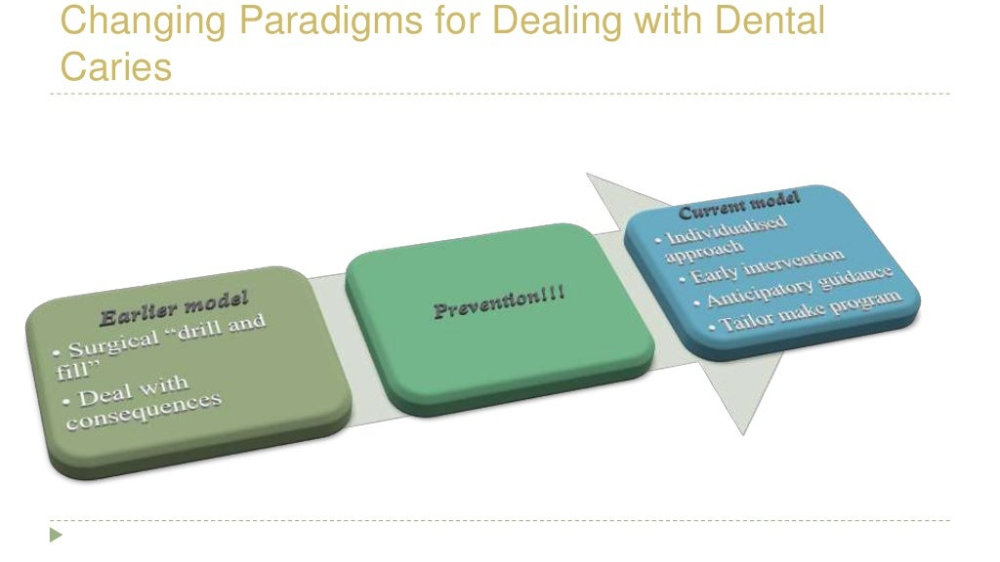 Changing Paradigms for Dealing with Dental
Caries
Earlier model
• Surgical “drill and
fill”
• Deal with
consequences
Prevention!!!
Current model
• Individualised
approach
• Early intervention
• Anticipatory guidance
• Tailor make program